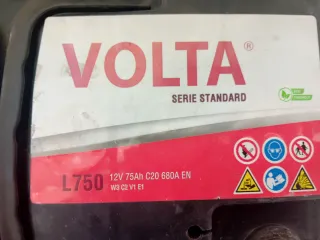 VOLTA®
SERIE STANDARD
L750 12V 75Ah C20 680A EN
W3 C2 V1 E1